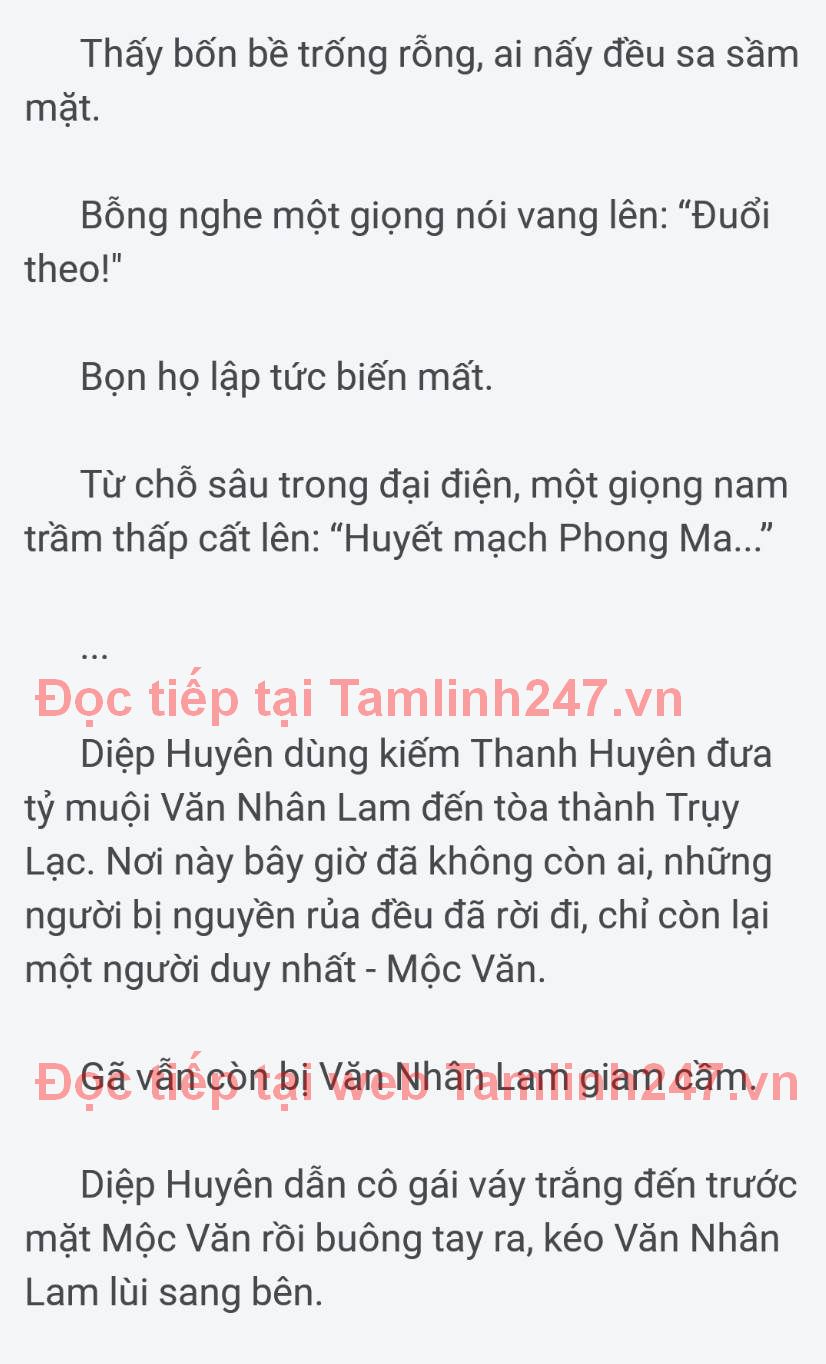 Thấy bốn bề trống rỗng, ai nấy đều sa sầm
mặt.
Bỗng nghe một giọng nói vang lên: “Đuổi
theo!"
Bọn họ lập tức biến mất.
Từ chỗ sâu trong đại điện, một giọng nam
trầm thấp cất lên: “Huyết mạch Phong Ma...”
...
Đọc tiếp tại Tamlinh247.vn
Diệp Huyên dùng kiếm Thanh Huyên đưa
tỷ muội Văn Nhân Lam đến tòa thành Trụy
Lạc. Nơi này bây giờ đã không còn ai, những
người bị nguyền rủa đều đã rời đi, chỉ còn lại
một người duy nhất - Mộc Văn.
Gã vẫn còn bị Văn Nhân Lam giam cầm.
Đọc tiếp tại web Tamlinh247.vn
Diệp Huyên dẫn cô gái váy trắng đến trước
mặt Mộc Văn rồi buông tay ra, kéo Văn Nhân
Lam lùi sang bên.